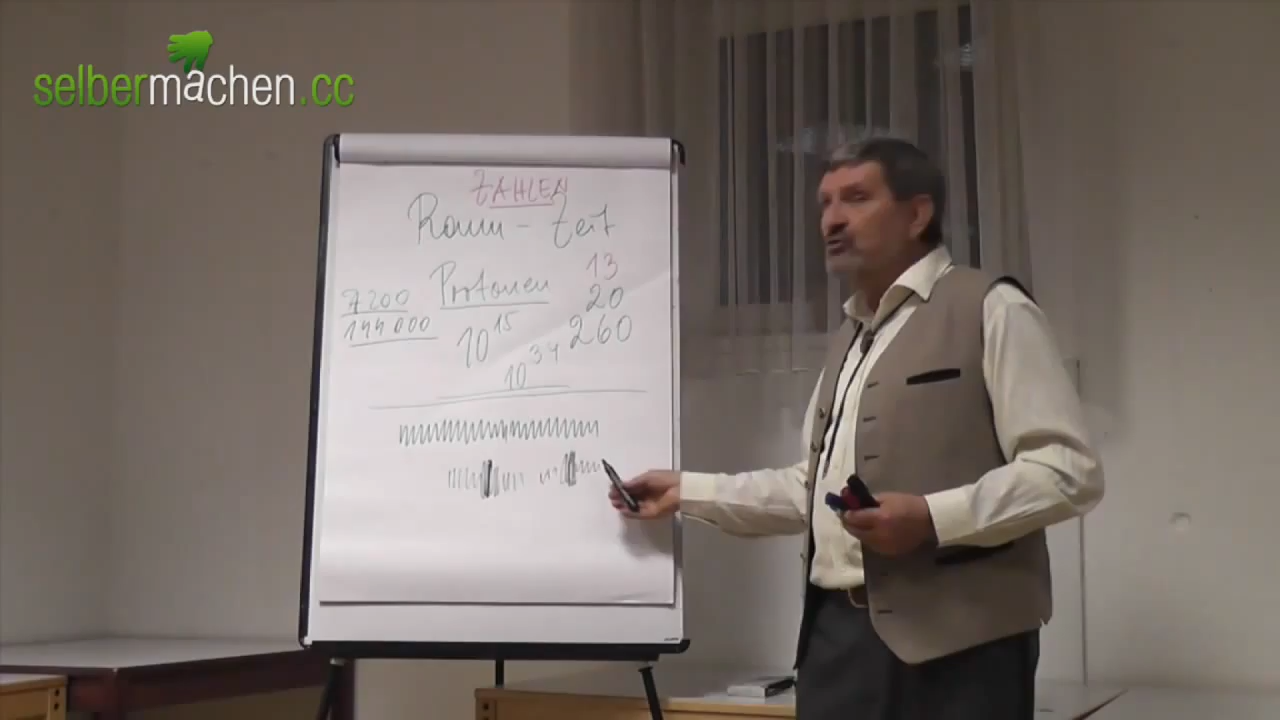 selbermachen.cc
ZAHLEN
Raum - Zeit
Protonen 13
7200 20
144000 10^15 260
10^34